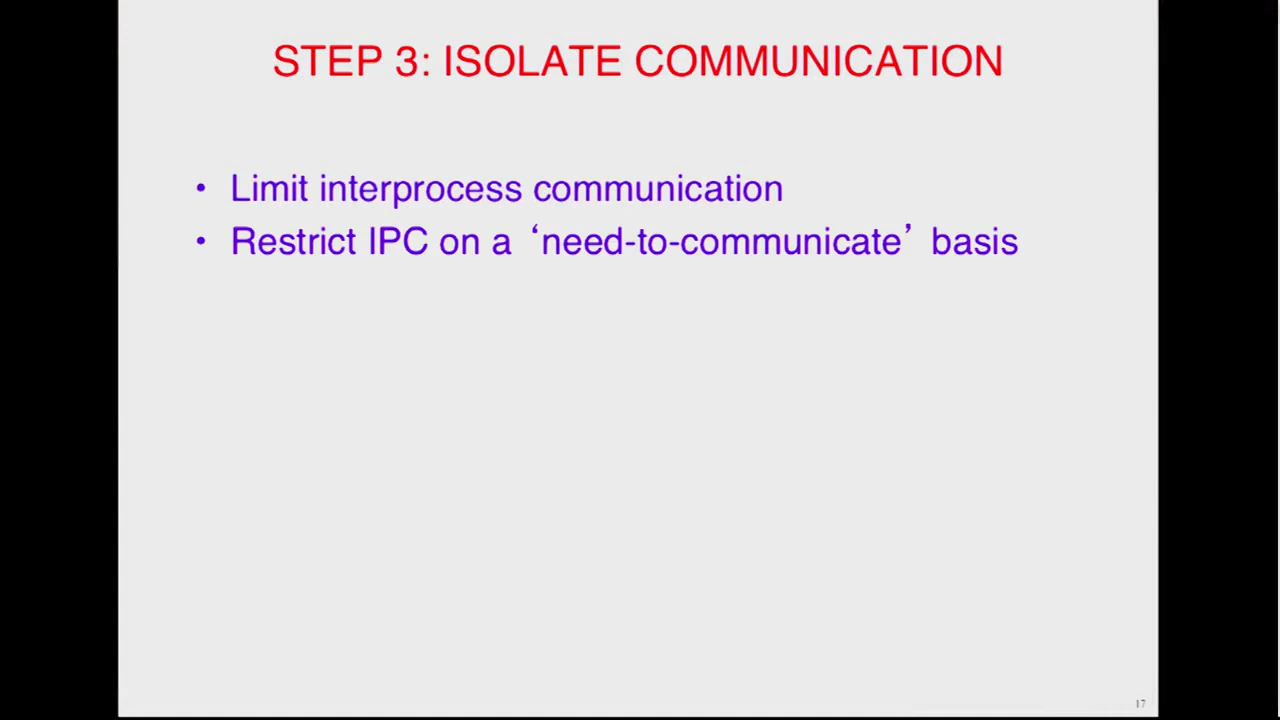 STEP 3: ISOLATE COMMUNICATION
• Limit interprocess communication
• Restrict IPC on a ‘need-to-communicate’ basis
17